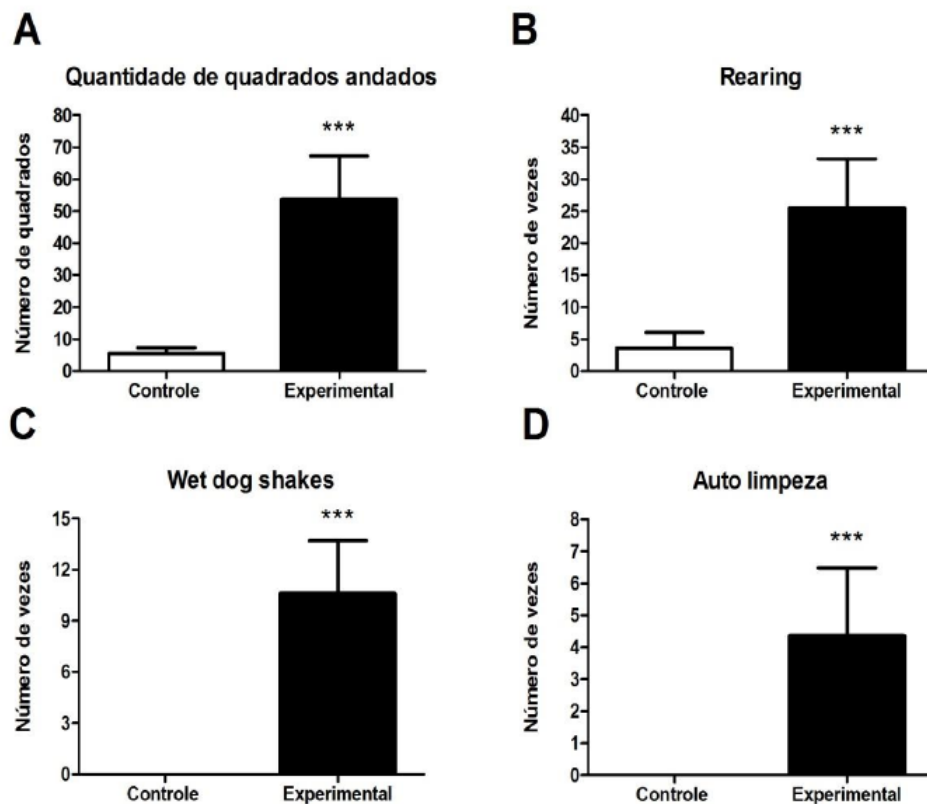 A
Quantidade de quadrados andados
***
Número de quadrados
80
70
60
50
40
30
20
10
0
Controle Experimental
B
Rearing
***
Número de vezes
40
35
30
25
20
15
10
5
0
Controle Experimental
C
Wet dog shakes
***
Número de vezes
15
12
9
6
3
0
Controle Experimental
D
Auto limpeza
***
Número de vezes
8
7
6
5
4
3
2
1
0
Controle Experimental